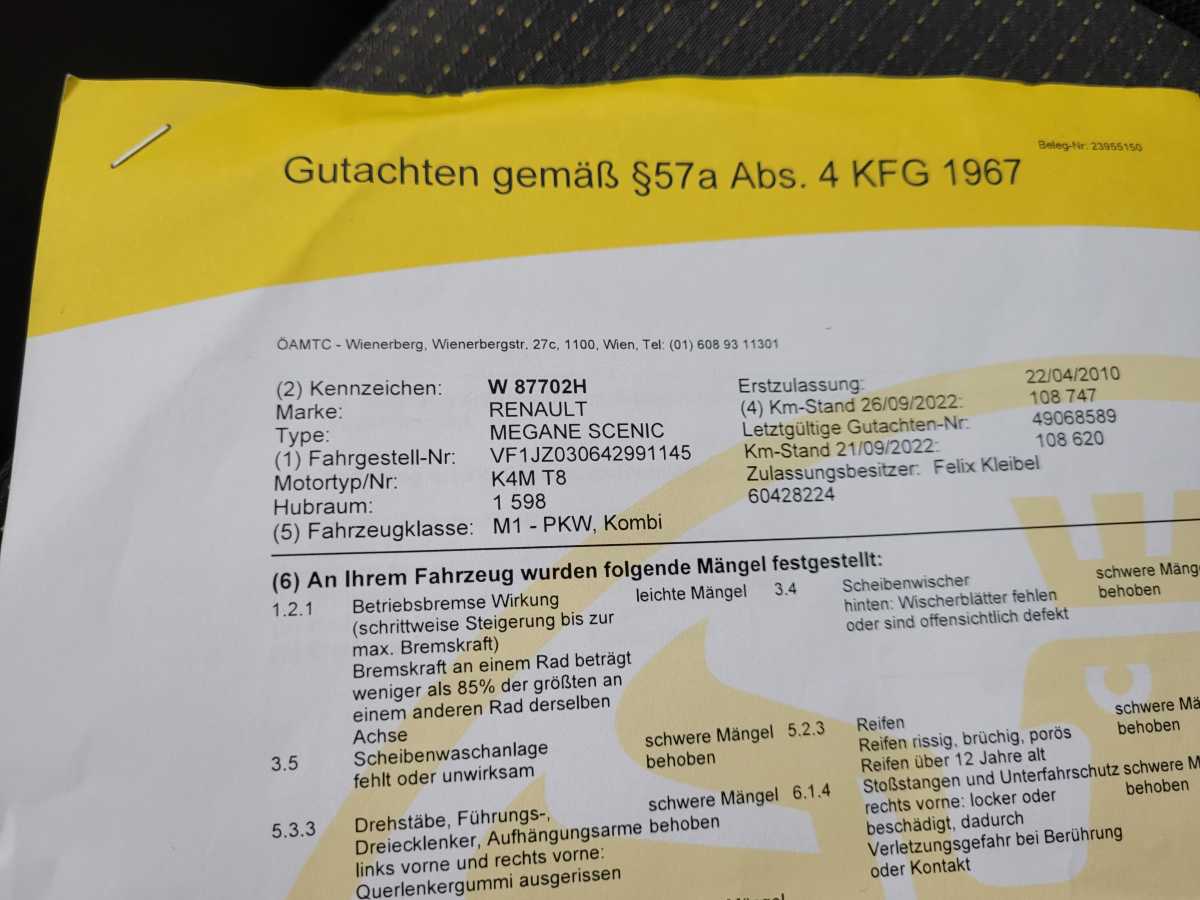 Beleg-Nr: 23955150
Gutachten gemäß §57a Abs. 4 KFG 1967
ÖAMTC - Wienerberg, Wienerbergstr. 27c, 1100, Wien, Tel: (01) 608 93 11301
(2) Kennzeichen: W 87702H
Marke: RENAULT
Type: MEGANE SCENIC
(1) Fahrgestell-Nr: VF1JZ030642991145
Motortyp/Nr: K4M T8
Hubraum: 1 598
(5) Fahrzeugklasse: M1 - PKW, Kombi
Erstzulassung: 22/04/2010
(4) Km-Stand 26/09/2022: 108 747
Letztgültige Gutachten-Nr: 49068589
Km-Stand 21/09/2022: 108 620
Zulassungsbesitzer: Felix Kleibel
60428224
(6) An Ihrem Fahrzeug wurden folgende Mängel festgestellt:
1.2.1 Betriebsbremse Wirkung leichte Mängel
(schrittweise Steigerung bis zur
max. Bremskraft)
Bremskraft an einem Rad beträgt
weniger als 85% der größten an
einem anderen Rad derselben
Achse
3.5 Scheibenwaschanlage schwere Mängel
fehlt oder unwirksam behoben
5.3.3 Drehstäbe, Führungs-, schwere Mängel
Dreiecklenker, Aufhängungsarme behoben
links vorne und rechts vorne:
Querlenkergummi ausgerissen
3.4 Scheibenwischer schwere Mäng
hinten: Wischerblätter fehlen behoben
oder sind offensichtlich defekt
5.2.3 Reifen schwere Mä
Reifen rissig, brüchig, porös behoben
Reifen über 12 Jahre alt
6.1.4 Stoßstangen und Unterfahrschutz schwere M
rechts vorne: locker oder behoben
beschädigt, dadurch
Verletzungsgefahr bei Berührung
oder Kontakt